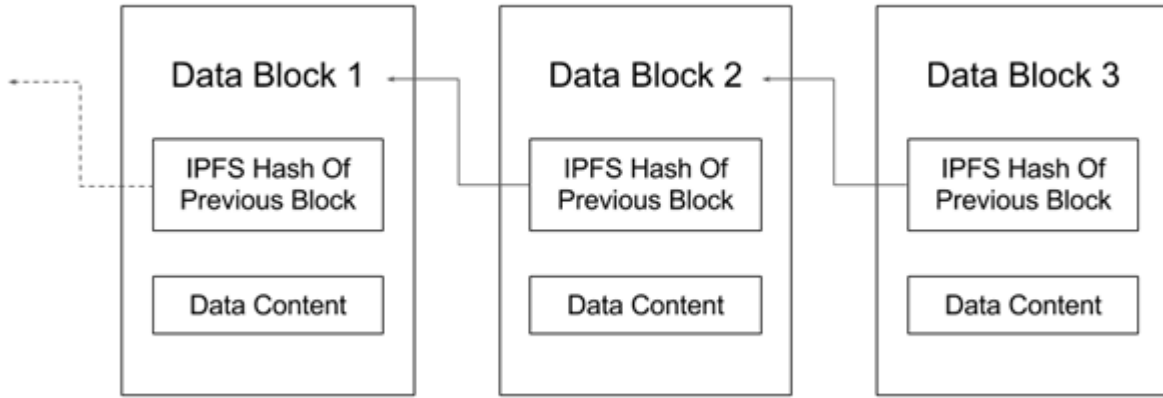 Data Block 1
IPFS Hash Of
Previous Block
Data Content
Data Block 2
IPFS Hash Of
Previous Block
Data Content
Data Block 3
IPFS Hash Of
Previous Block
Data Content